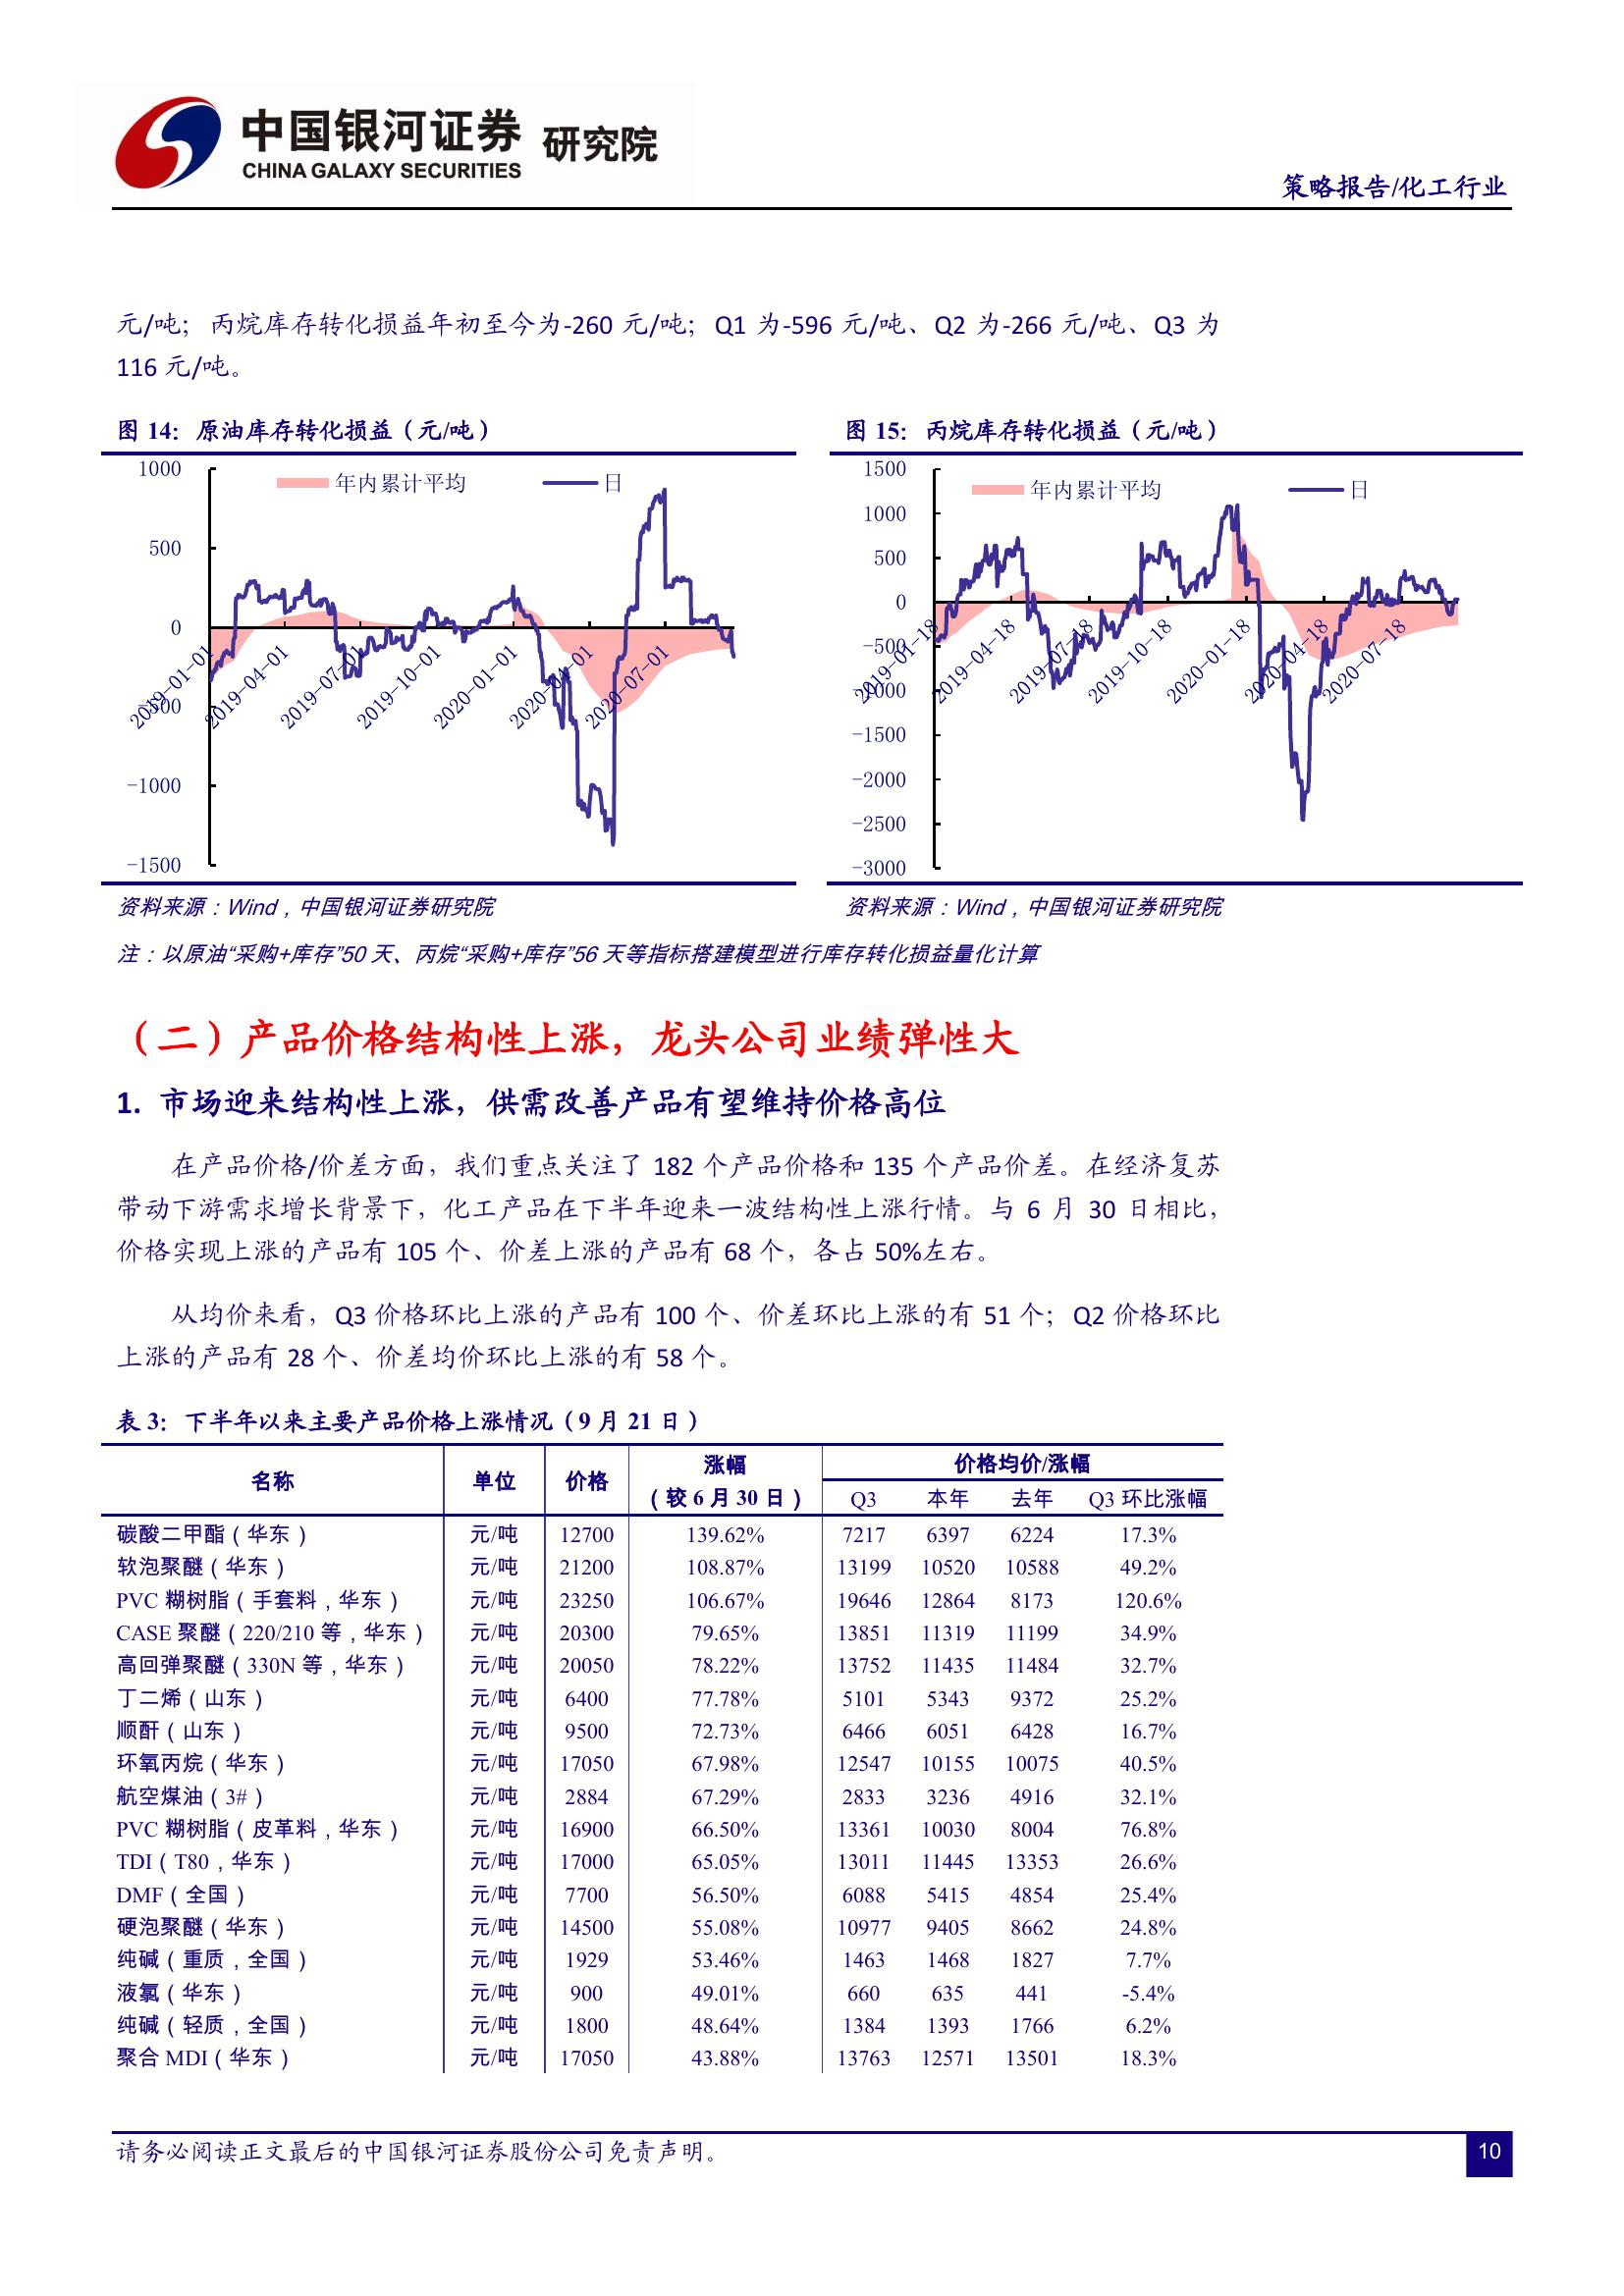 中国银河证券 研究院
CHINA GALAXY SECURITIES
策略报告/化工行业
元/吨；丙烷库存转化损益年初至今为-260 元/吨；Q1 为-596 元/吨、Q2 为-266 元/吨、Q3 为
116 元/吨。
图 14：原油库存转化损益（元/吨）
1000
500
0
-500
-1000
-1500
年内累计平均
日
2019-01-01
2019-04-01
2019-07-01
2019-10-01
2020-01-01
2020-04-01
2020-07-01
图 15：丙烷库存转化损益（元/吨）
1500
1000
500
0
-500
-1000
-1500
-2000
-2500
-3000
年内累计平均
日
2019-01-18
2019-04-18
2019-07-18
2019-10-18
2020-01-18
2020-04-18
2020-07-18
资料来源：Wind，中国银河证券研究院
资料来源：Wind，中国银河证券研究院
注：以原油“采购+库存”50 天、丙烷“采购+库存”56 天等指标搭建模型进行库存转化损益量化计算
（二）产品价格结构性上涨，龙头公司业绩弹性大
1. 市场迎来结构性上涨，供需改善产品有望维持价格高位
在产品价格/价差方面，我们重点关注了 182 个产品价格和 135 个产品价差。在经济复苏
带动下游需求增长背景下，化工产品在下半年迎来一波结构性上涨行情。与 6 月 30 日相比，
价格实现上涨的产品有 105 个、价差上涨的产品有 68 个，各占 50%左右。
从均价来看，Q3 价格环比上涨的产品有 100 个、价差环比上涨的有 51 个；Q2 价格环比
上涨的产品有 28 个、价差均价环比上涨的有 58 个。
表 3：下半年以来主要产品价格上涨情况（9 月 21 日）
名称 单位 价格 涨幅 价格均价/涨幅
（较 6 月 30 日） Q3 本年 去年 Q3 环比涨幅
碳酸二甲酯（华东） 元/吨 12700 139.62% 7217 6397 6224 17.3%
软泡聚醚（华东） 元/吨 21200 108.87% 13199 10520 10588 49.2%
PVC 糊树脂（手套料，华东） 元/吨 23250 106.67% 19646 12864 8173 120.6%
CASE 聚醚（220/210 等，华东） 元/吨 20300 79.65% 13851 11319 11199 34.9%
高回弹聚醚（330N 等，华东） 元/吨 20050 78.22% 13752 11435 11484 32.7%
丁二烯（山东） 元/吨 6400 77.78% 5101 5343 9372 25.2%
顺酐（山东） 元/吨 9500 72.73% 6466 6051 6428 16.7%
环氧丙烷（华东） 元/吨 17050 67.98% 12547 10155 10075 40.5%
航空煤油（3#） 元/吨 2884 67.29% 2833 3236 4916 32.1%
PVC 糊树脂（皮革料，华东） 元/吨 16900 66.50% 13361 10030 8004 76.8%
TDI（T80，华东） 元/吨 17000 65.05% 13011 11445 13353 26.6%
DMF（全国） 元/吨 7700 56.50% 6088 5415 4854 25.4%
硬泡聚醚（华东） 元/吨 14500 55.08% 10977 9405 8662 24.8%
纯碱（重质，全国） 元/吨 1929 53.46% 1463 1468 1827 7.7%
液氯（华东） 元/吨 900 49.01% 660 635 441 -5.4%
纯碱（轻质，全国） 元/吨 1800 48.64% 1384 1393 1766 6.2%
聚合 MDI（华东） 元/吨 17050 43.88% 13763 12571 13501 18.3%
请务必阅读正文最后的中国银河证券股份公司免责声明。
10